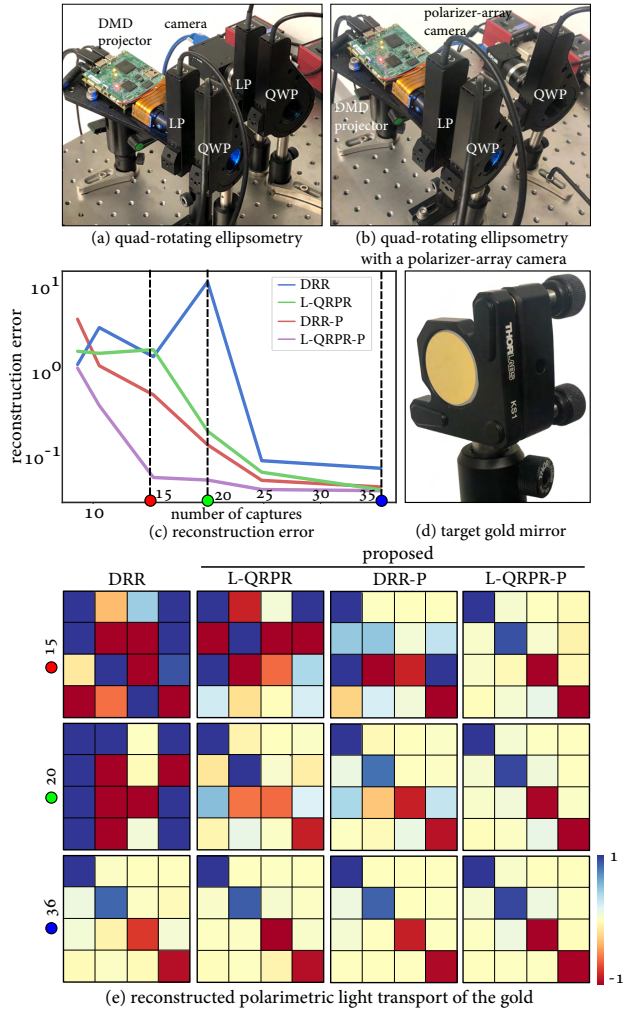 DMD
projector
camera
LP
LP
QWP
QWP
polarizer-array
camera
DMD
projector
LP
QWP
QWP
(a) quad-rotating ellipsometry
(b) quad-rotating ellipsometry
with a polarizer-array camera
reconstruction error
10¹
10⁰
10⁻¹
DRR
L-QRPR
DRR-P
L-QRPR-P
10
15
20
25
30
35
number of captures
(c) reconstruction error
THORLABS
KS1
(d) target gold mirror
proposed
DRR
L-QRPR
DRR-P
L-QRPR-P
15
20
36
1
-1
(e) reconstructed polarimetric light transport of the gold